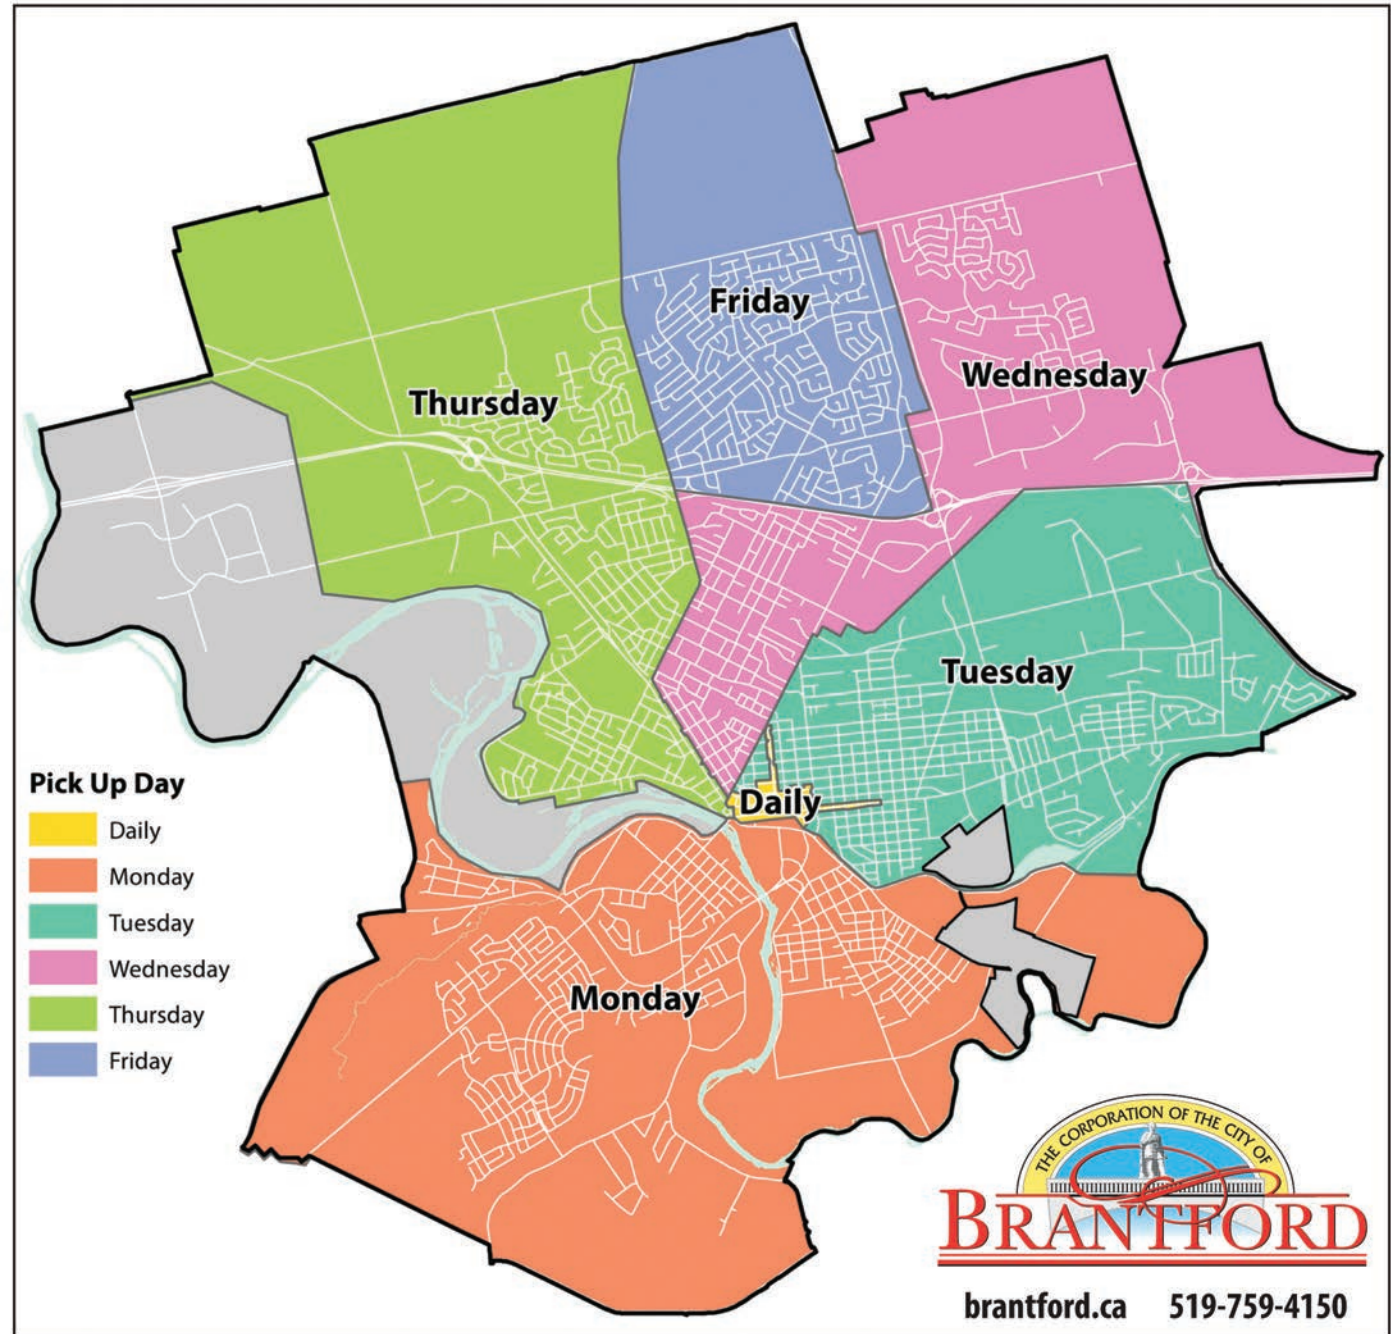 Friday
Wednesday
Thursday
Tuesday
Daily
Monday
Pick Up Day
Daily
Monday
Tuesday
Wednesday
Thursday
Friday
THE CORPORATION OF THE CITY OF
BRANTFORD
brantford.ca 519-759-4150